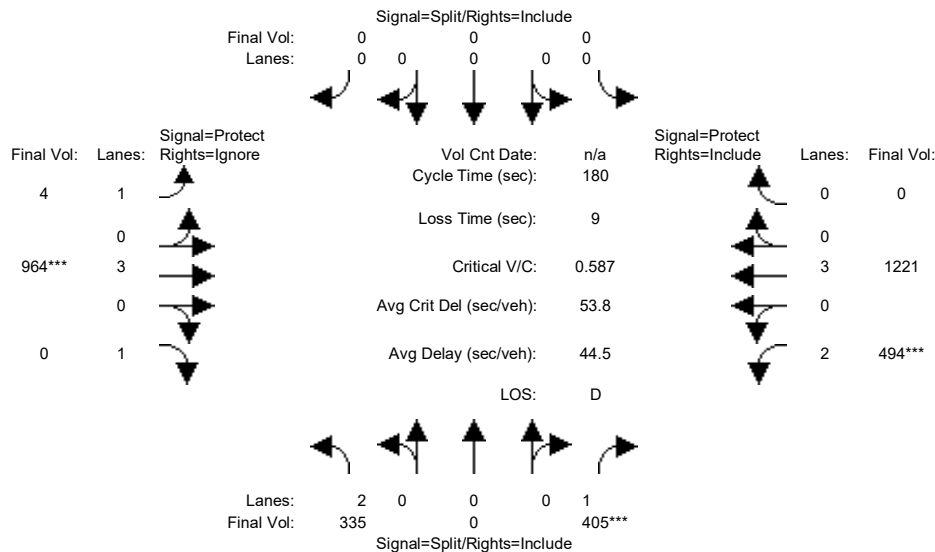 Signal=Split/Rights=Include
Final Vol: 0 0 0
Lanes: 0 0 0 0 0
Signal=Protect
Final Vol: Lanes: Rights=Ignore
Vol Cnt Date: n/a
Signal=Protect
Rights=Include Lanes: Final Vol:
Cycle Time (sec): 180
4 1
0 0
Loss Time (sec): 9
0
0
964*** 3
Critical V/C: 0.587
3 1221
0
Avg Crit Del (sec/veh): 53.8
0
0 1
Avg Delay (sec/veh): 44.5
2 494***
LOS: D
Lanes: 2 0 0 0 1
Final Vol: 335 0 405***
Signal=Split/Rights=Include